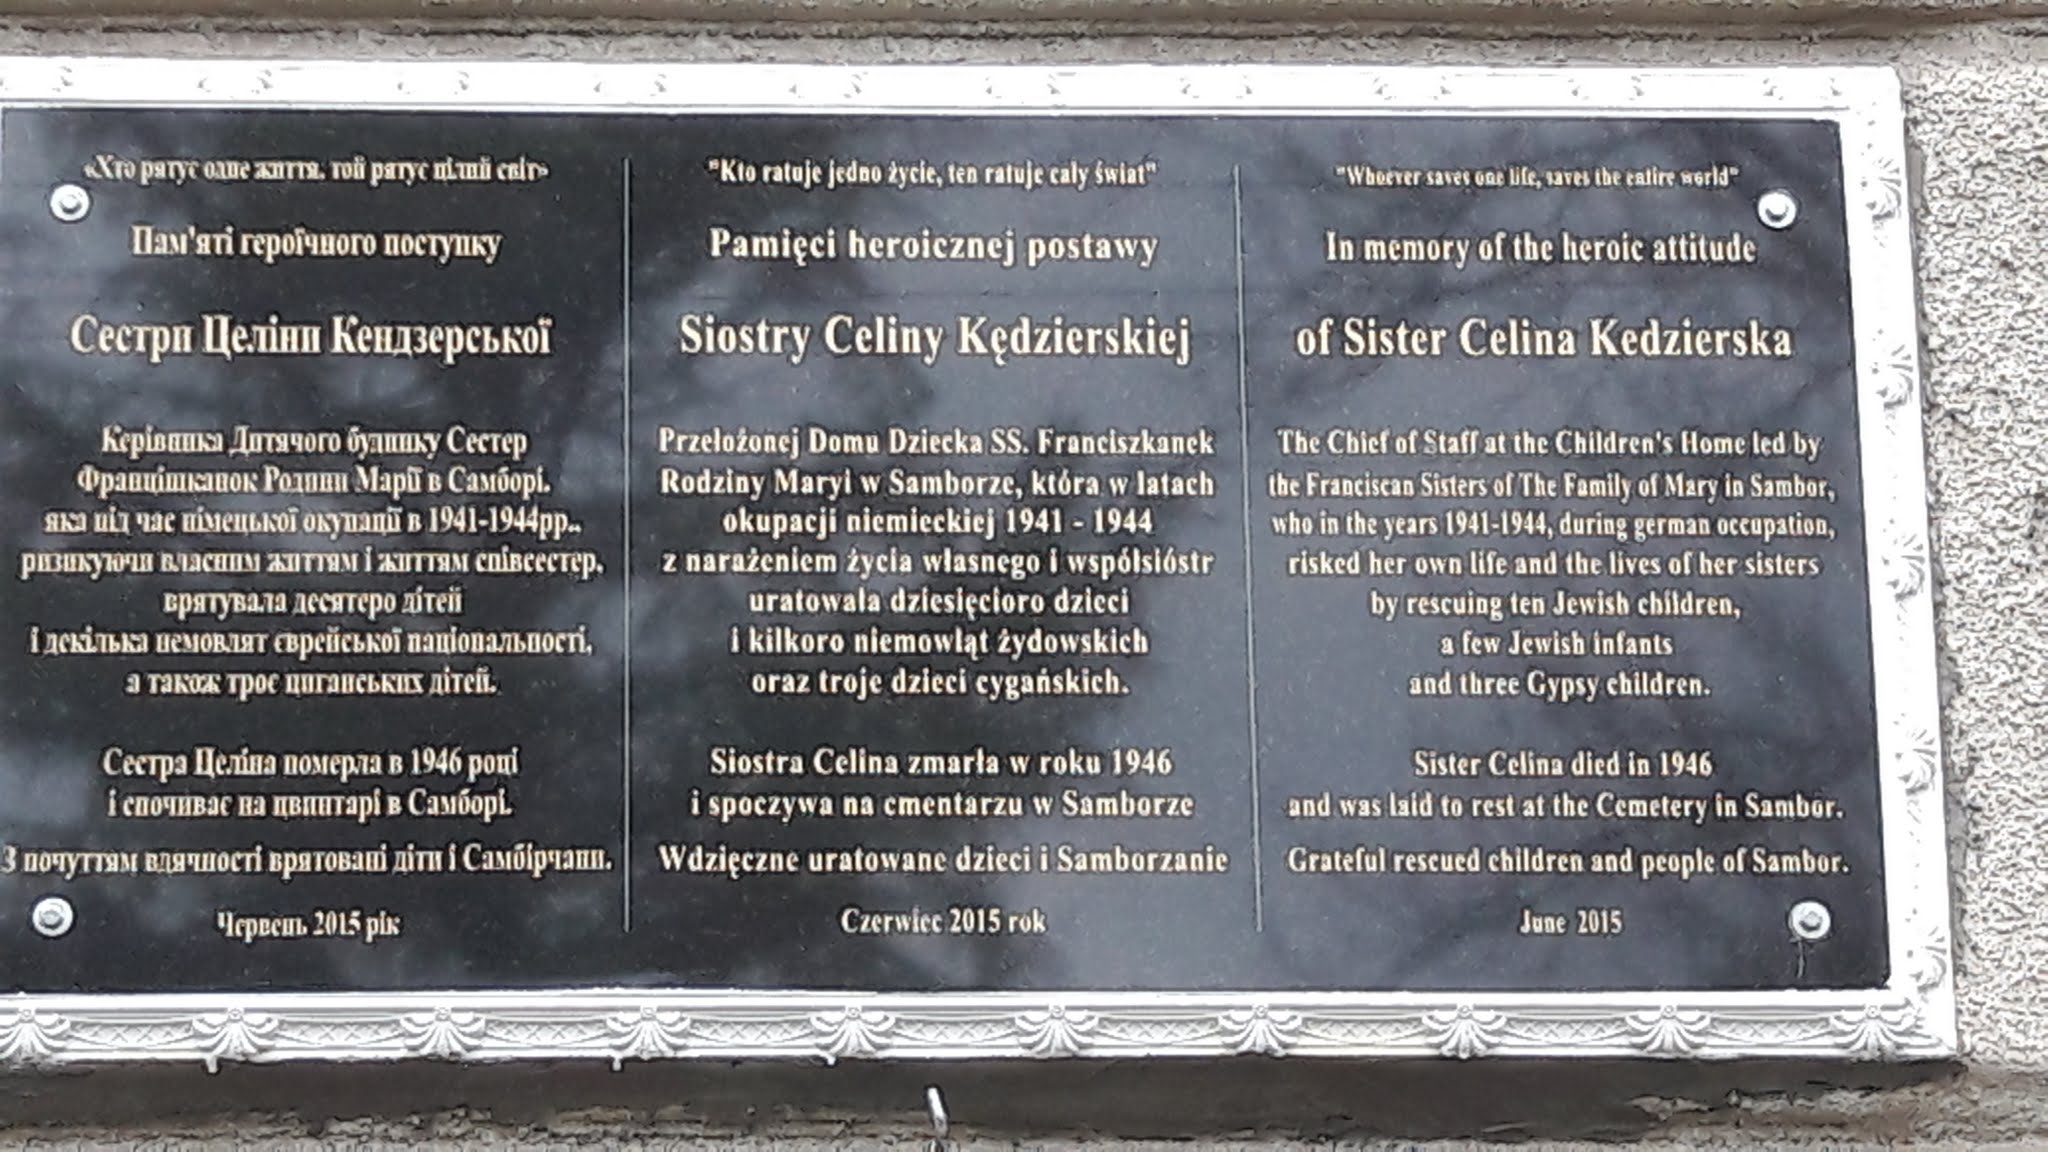 «Хто рятує одне життя, той рятує цілий світ»
Пам'яті героїчного поступку
Сестри Целіни Кендзерської
Керівника Дитячого будинку Сестер
Францішканок Родини Марії в Самборі,
яка під час німецької окупації в 1941-1944рр.,
ризикуючи власним життям і життям співсестер,
врятувала десятеро дітей
і декілька немовлят єврейської національності,
а також троє циганських дітей.
Сестра Целіна померла в 1946 році
і спочиває на цвинтарі в Самборі.
З почуттям вдячності врятовані діти і Самбірчани.
Червень 2015 рік
"Kto ratuje jedno życie, ten ratuje cały świat"
Pamięci heroicznej postawy
Siostry Celiny Kędzierskiej
Przełożonej Domu Dziecka SS. Franciszkanek
Rodziny Maryi w Samborze, która w latach
okupacji niemieckiej 1941 - 1944
z narażeniem życia własnego i wspólsióstr
uratowała dziesięcioro dzieci
i kilkoro niemowląt żydowskich
oraz troje dzieci cygańskich.
Siostra Celina zmarła w roku 1946
i spoczywa na cmentarzu w Samborze
Wdzięczne uratowane dzieci i Samborzanie
Czerwiec 2015 rok
"Whoever saves one life, saves the entire world"
In memory of the heroic attitude
of Sister Celina Kedzierska
The Chief of Staff at the Children's Home led by
the Franciscan Sisters of The Family of Mary in Sambor,
who in the years 1941-1944, during german occupation,
risked her own life and the lives of her sisters
by rescuing ten Jewish children,
a few Jewish infants
and three Gypsy children.
Sister Celina died in 1946
and was laid to rest at the Cemetery in Sambor.
Grateful rescued children and people of Sambor.
June 2015